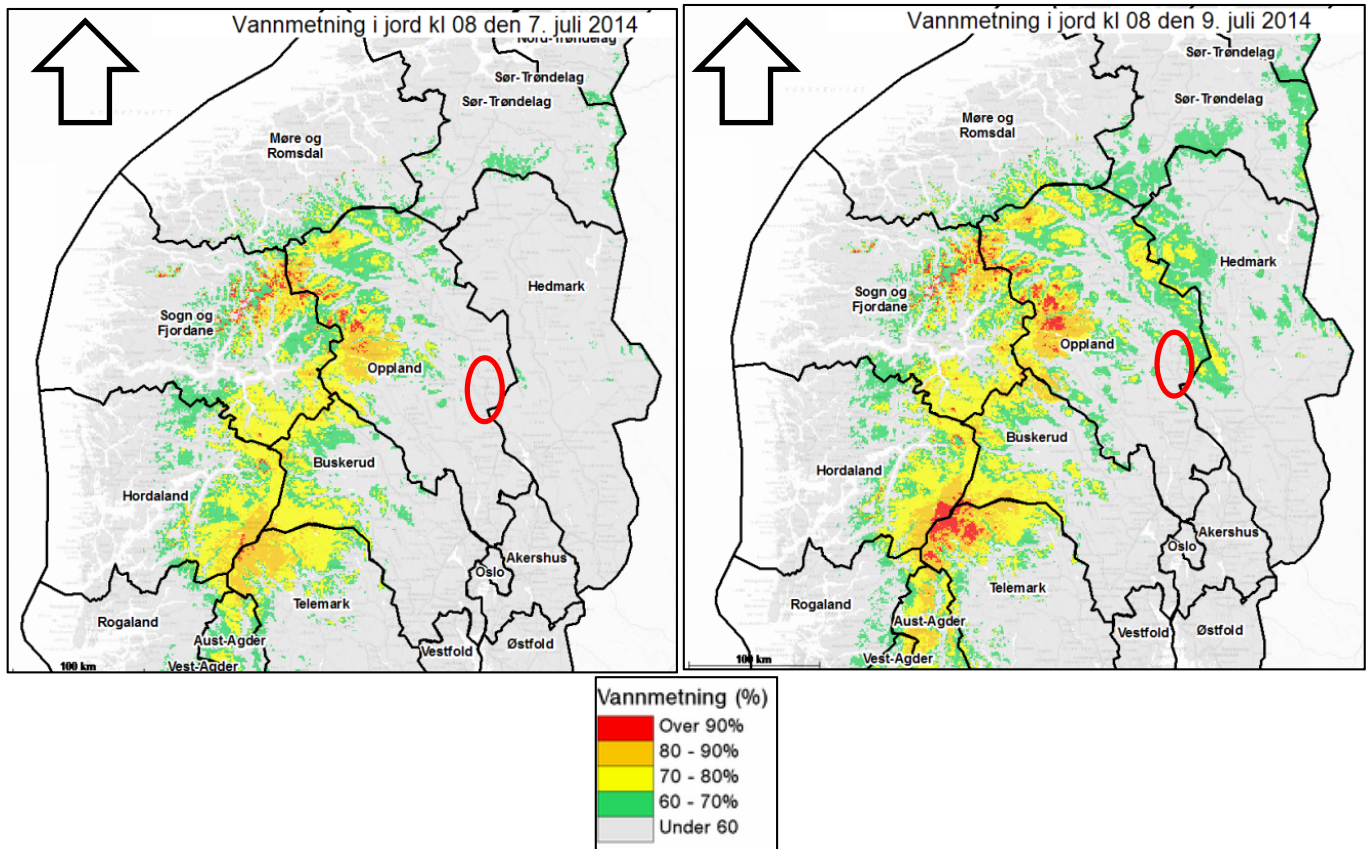 Vannmetning i jord kl 08 den 7. juli 2014
Nord-Trøndelag
Sør-Trøndelag
Sør-Trøndelag
Møre og
Romsdal
Hedmark
Sogn og
Fjordane
Oppland
Buskerud
Hordaland
Akershus
Oslo
Telemark
Rogaland
Aust-Agder
Vestfold
Østfold
Vest-Agder
100 km
Vannmetning i jord kl 08 den 9. juli 2014
Sør-Trøndelag
Sør-Trøndelag
Møre og
Romsdal
Hedmark
Sogn og
Fjordane
Oppland
Buskerud
Hordaland
Akershus
Oslo
Telemark
Rogaland
Aust-Agder
Vestfold
Østfold
Vest-Agder
100 km
Vannmetning (%)
Over 90%
80 - 90%
70 - 80%
60 - 70%
Under 60